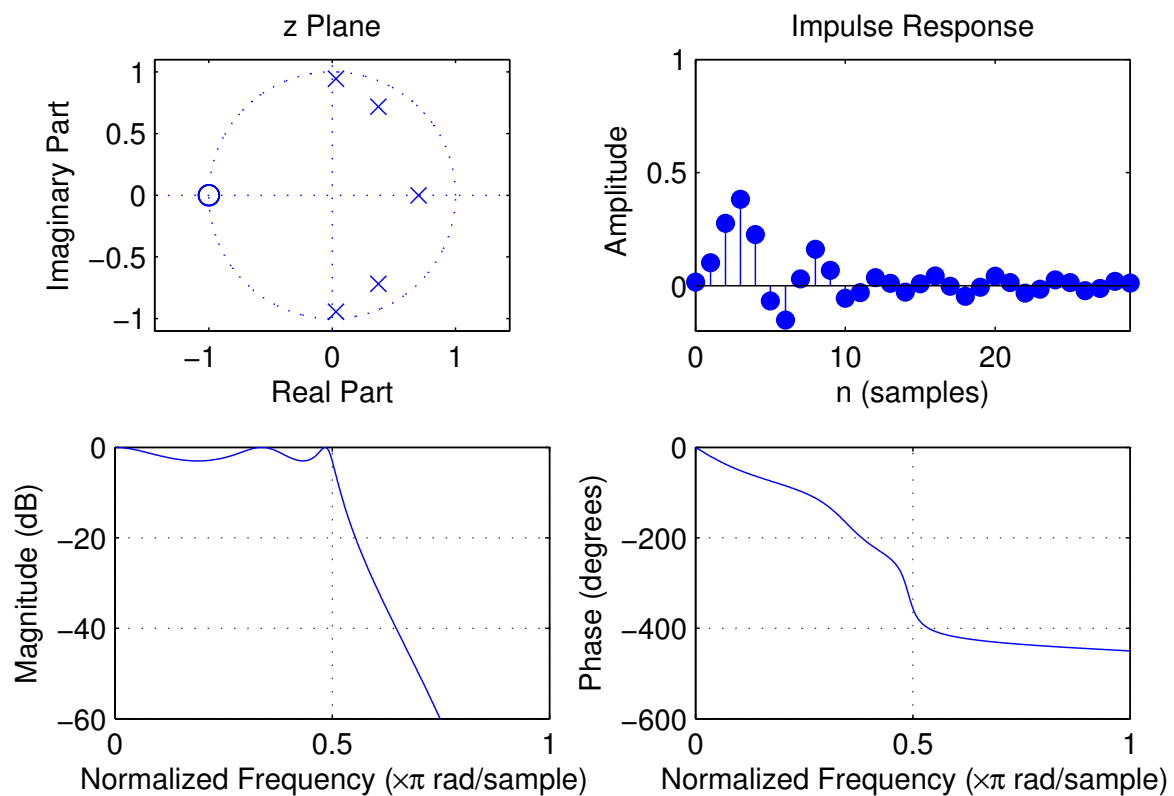 z Plane
Imaginary Part
1
0.5
0
−0.5
−1
−1
0
1
Real Part
Impulse Response
Amplitude
1
0.5
0
0
10
20
n (samples)
Magnitude (dB)
0
−20
−40
−60
0
0.5
1
Normalized Frequency (×π rad/sample)
Phase (degrees)
0
−200
−400
−600
0
0.5
1
Normalized Frequency (×π rad/sample)